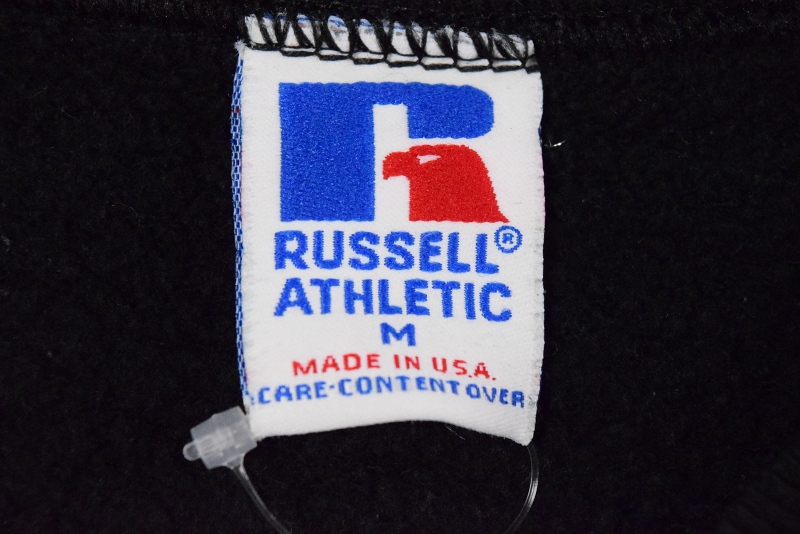 RUSSELL®
ATHLETIC
M
MADE IN U.S.A.
CARE-CONTENT OVER